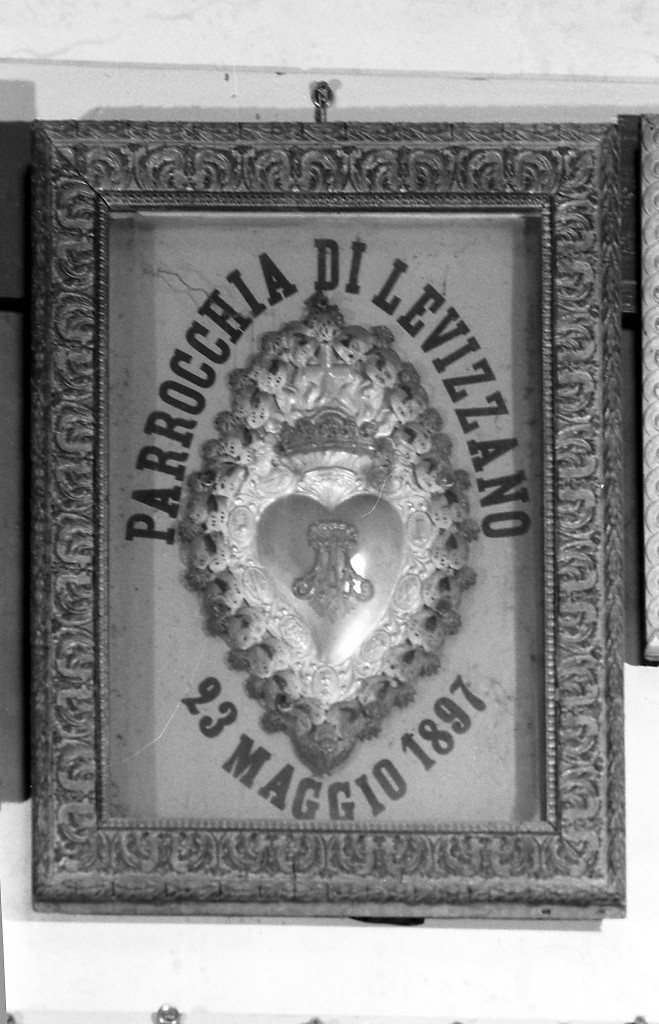 PARROCCHIA DI LEVIZZANO
23 MAGGIO 1897